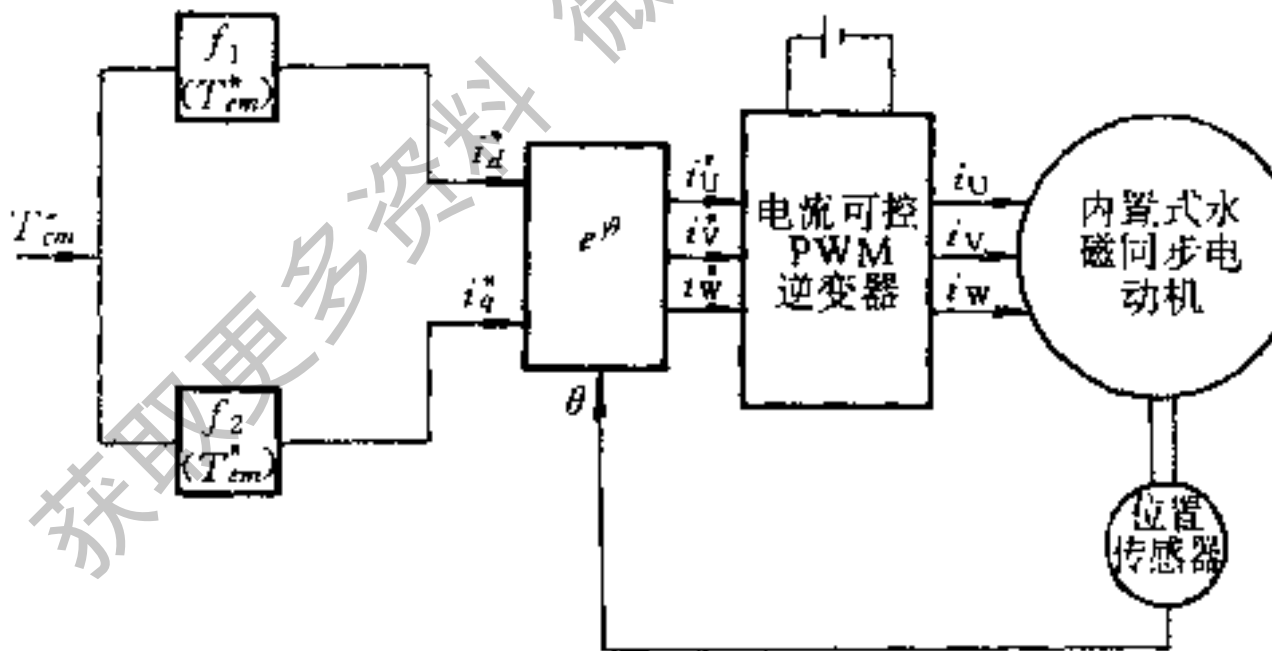 f₁
(T*em)
i*d
T*em
i*q
f₂
(T*em)
e^jθ
θ
i*U
i*V
i*W
电流可控
PWM
逆变器
iU
iV
iW
内置式水
磁同步电
动机
位置
传感器
获取更多资料